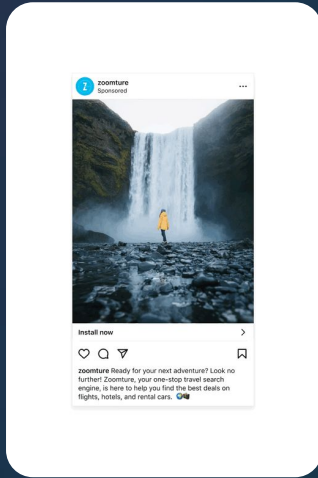 Z
zoomture
Sponsored
Install now
zoomture Ready for your next adventure? Look no
further! Zoomture, your one-stop travel search
engine, is here to help you find the best deals on
flights, hotels, and rental cars.